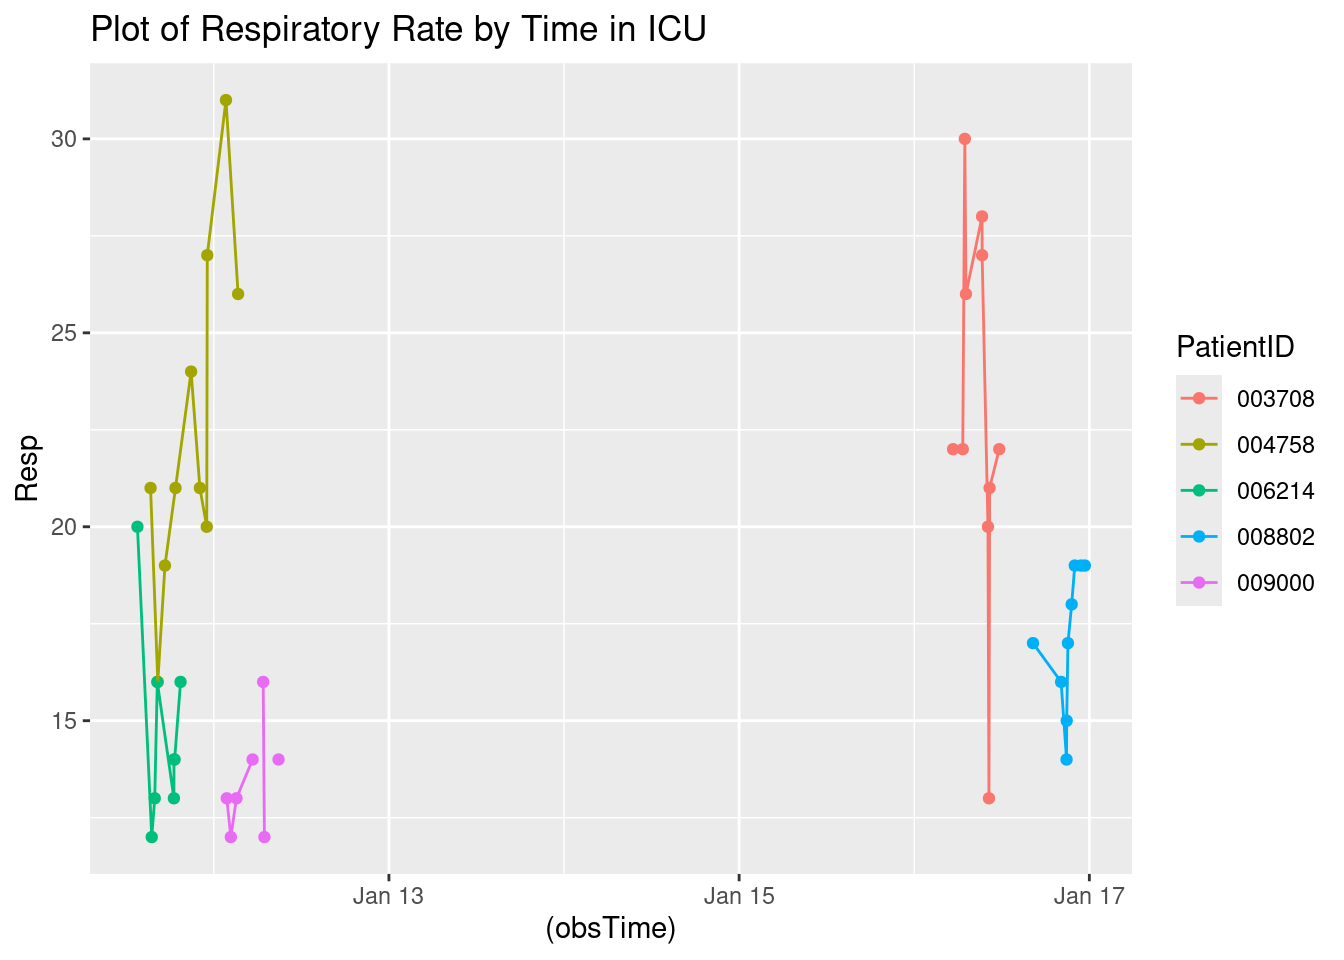 Plot of Respiratory Rate by Time in ICU
30
25
20
15
Resp
Jan 13
Jan 15
Jan 17
(obsTime)
PatientID
003708
004758
006214
008802
009000